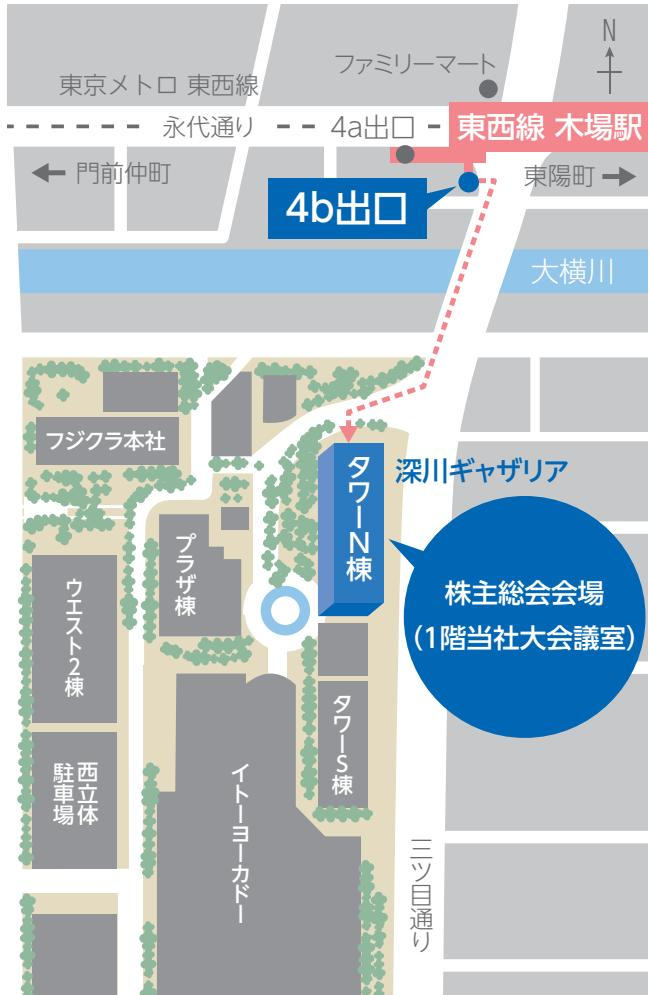 N
ファミリーマート
東京メトロ 東西線
永代通り
4a出口
東西線 木場駅
門前仲町
東陽町
4b出口
大横川
フジクラ本社
深川ギャザリア
タワーN棟
プラザ棟
株主総会会場
(1階当社大会議室)
ウエスト2棟
タワーS棟
西立体
駐車場
イトーヨーカドー
三ツ目通り